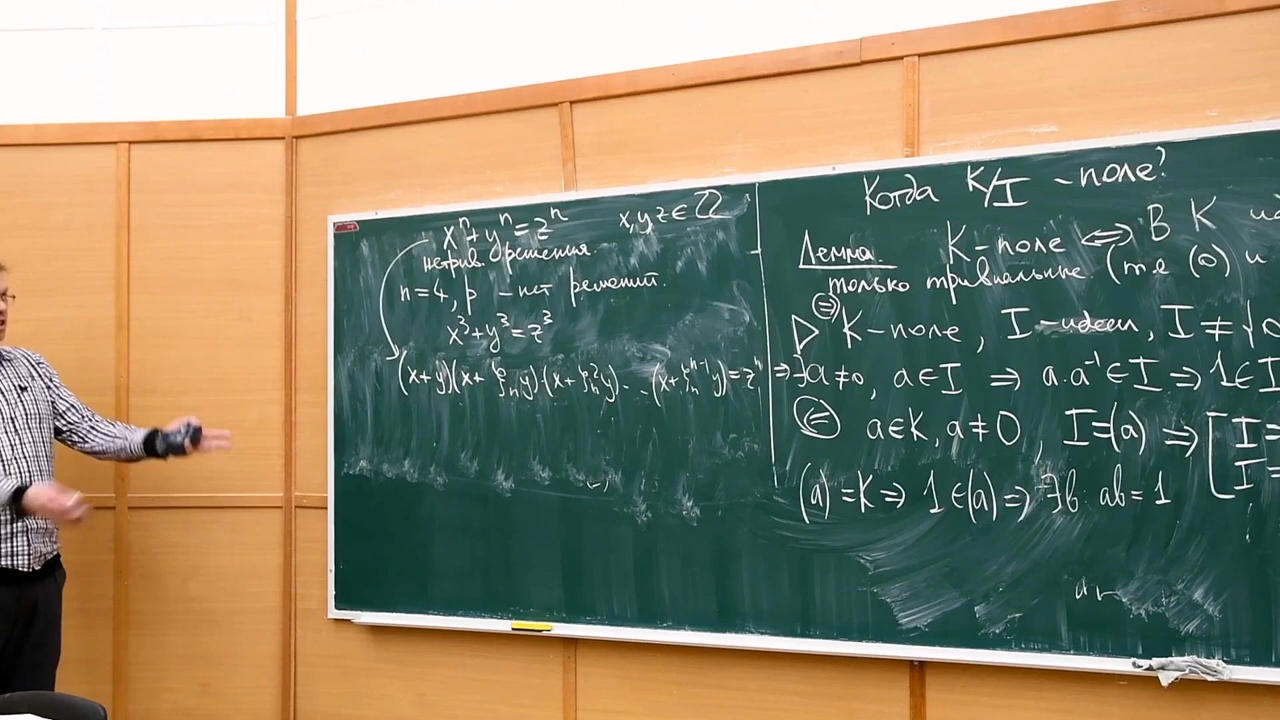 xⁿ + yⁿ = zⁿ x, y, z ∈ ℤ
нетрив. решения.
n = 4, p – нет решений.
x³ + y³ = z³
(x+y)(x+ξₙy)·(x+ξₙ²y)· … (x+ξₙⁿ⁻¹y) = zⁿ
Когда K/I – поле?
Лемма. K – поле ⟺ В K
только тривиальные (т.е (0) и
▷ (⇒) K – поле, I – идеал, I ≠ {0
⇒ ∃a≠0, a∈I ⇒ a·a⁻¹∈I ⇒ 1∈I
(⇐) a∈K, a≠0, I=(a) ⇒ [ I=
I=
(a)=K ⇒ 1∈(a) ⇒ ∃b: ab=1